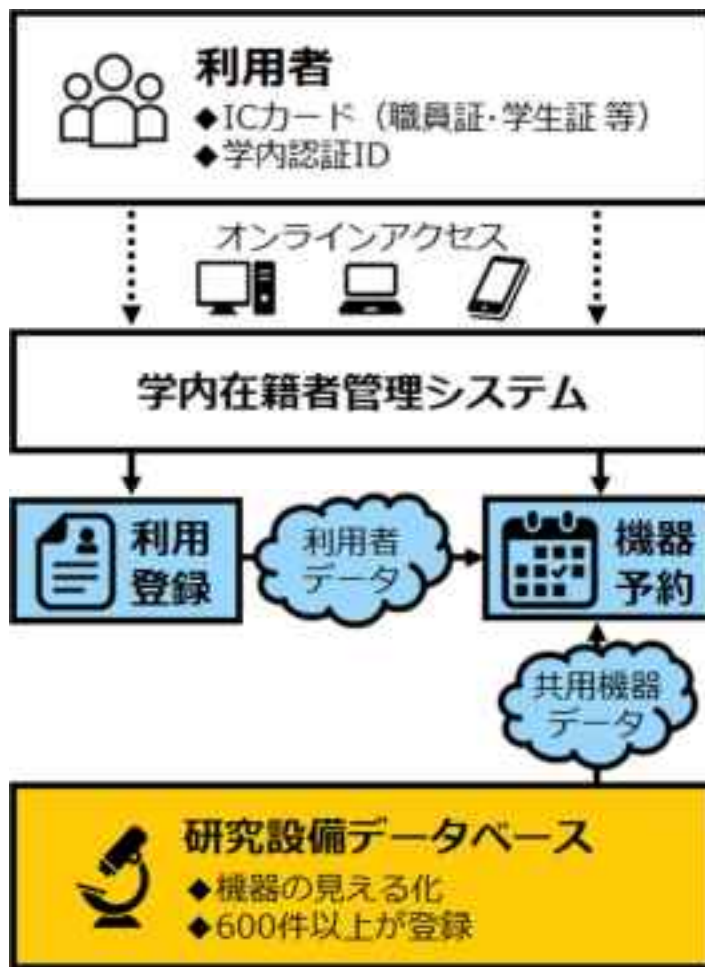 利用者
◆ICカード（職員証･学生証 等）
◆学内認証ID
オンラインアクセス
学内在籍者管理システム
利用
登録
利用者
データ
機器
予約
共用機器
データ
研究設備データベース
◆機器の見える化
◆600件以上が登録